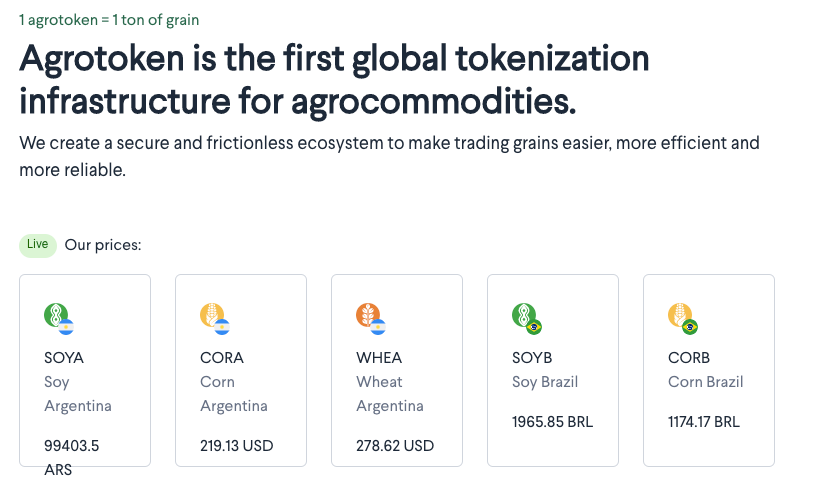 1 agrotoken = 1 ton of grain
Agrotoken is the first global tokenization
infrastructure for agrocommodities.
We create a secure and frictionless ecosystem to make trading grains easier, more efficient and
more reliable.
Live Our prices:
SOYA
Soy
Argentina
99403.5
ARS
CORA
Corn
Argentina
219.13 USD
WHEA
Wheat
Argentina
278.62 USD
SOYB
Soy Brazil
1965.85 BRL
CORB
Corn Brazil
1174.17 BRL